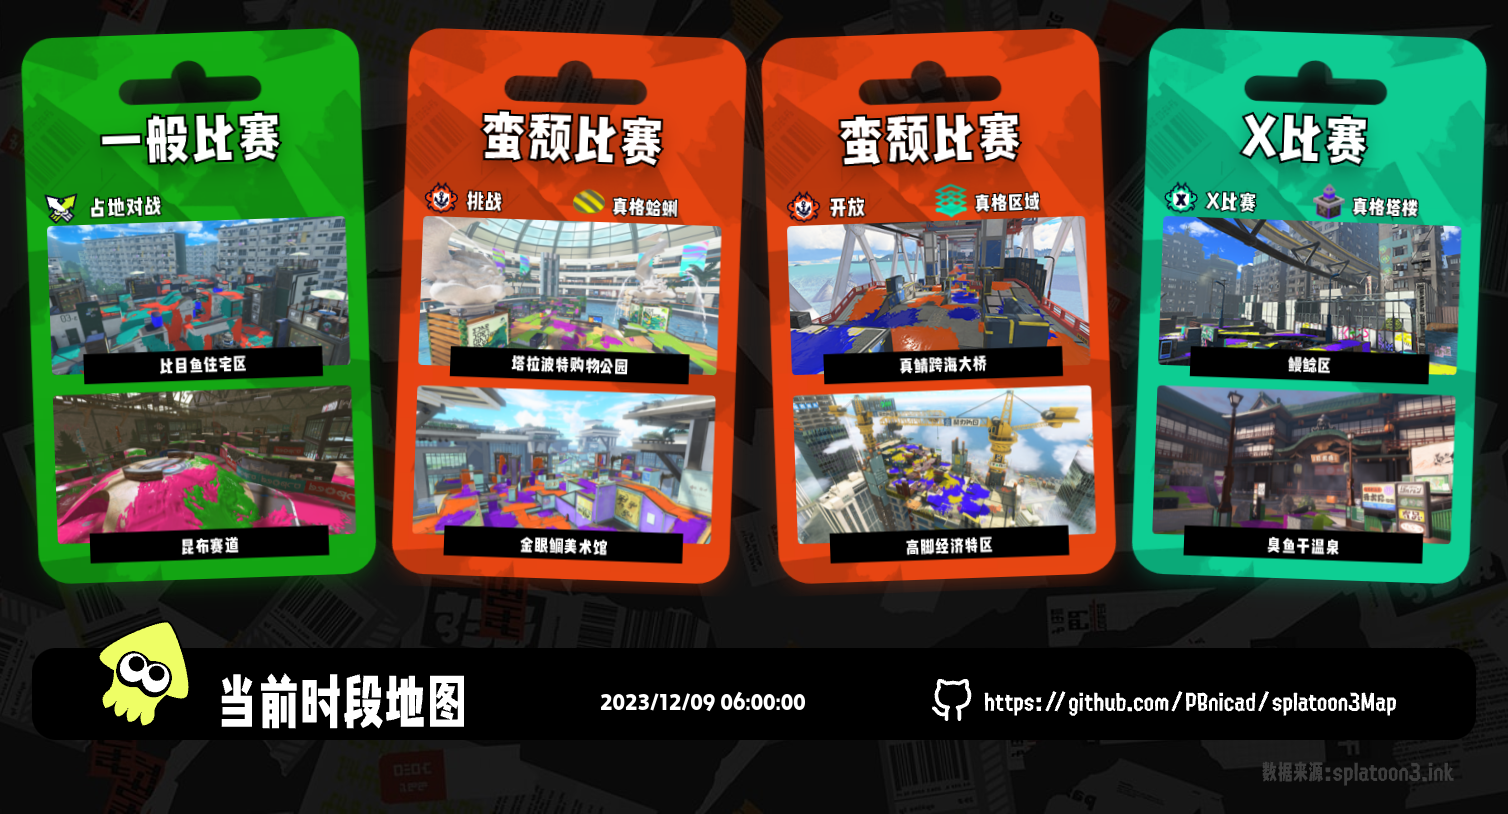 一般比赛
占地对战
比目鱼住宅区
昆布赛道
蛮颓比赛
挑战
真格蛤蜊
塔拉波特购物公园
金眼鲷美术馆
蛮颓比赛
开放
真格区域
真鲭跨海大桥
高脚经济特区
X比赛
X比赛
真格塔楼
鳗鲶区
臭鱼干温泉
当前时段地图
2023/12/09 06:00:00
https://github.com/PBnicad/splatoon3Map
数据来源:splatoon3.ink